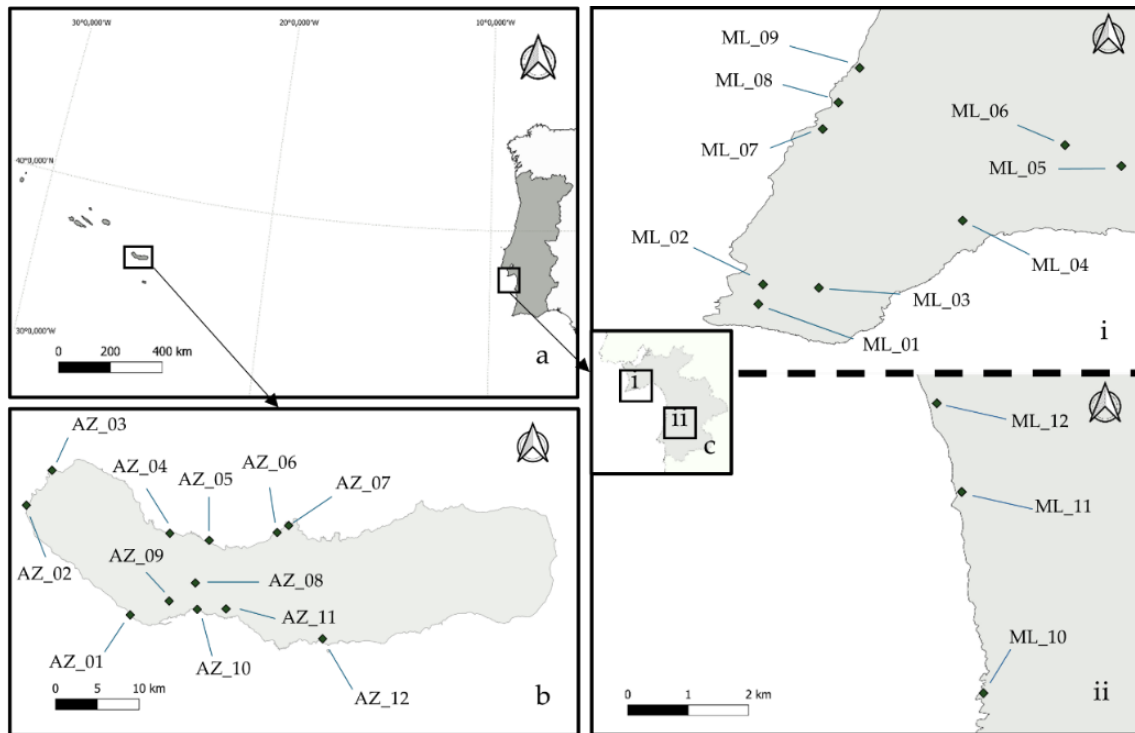 30°0,000'W
20°0,000'W
10°0,000'W
40°0,000'N
30°0,000'N
0 200 400 km
a
AZ_03
AZ_04
AZ_05
AZ_06
AZ_07
AZ_09
AZ_02
AZ_08
AZ_11
AZ_01
AZ_10
AZ_12
0 5 10 km
b
ML_09
ML_08
ML_07
ML_06
ML_05
ML_02
ML_04
ML_03
ML_01
i
i
ii
c
ML_12
ML_11
ML_10
0 1 2 km
ii